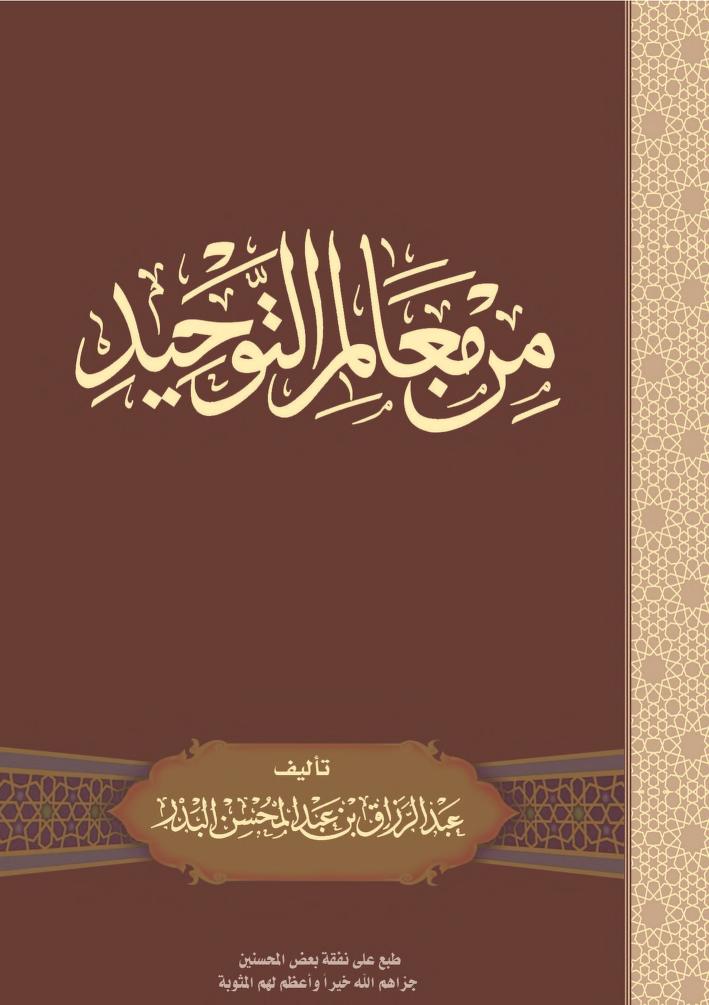 مِنْ مَعَالِمِ التَّوْحِيدِ
تأليف
عبد الرزاق بن عبد المحسن البدر
طبع على نفقة بعض المحسنين
جزاهم الله خيراً وأعظم لهم المثوبة